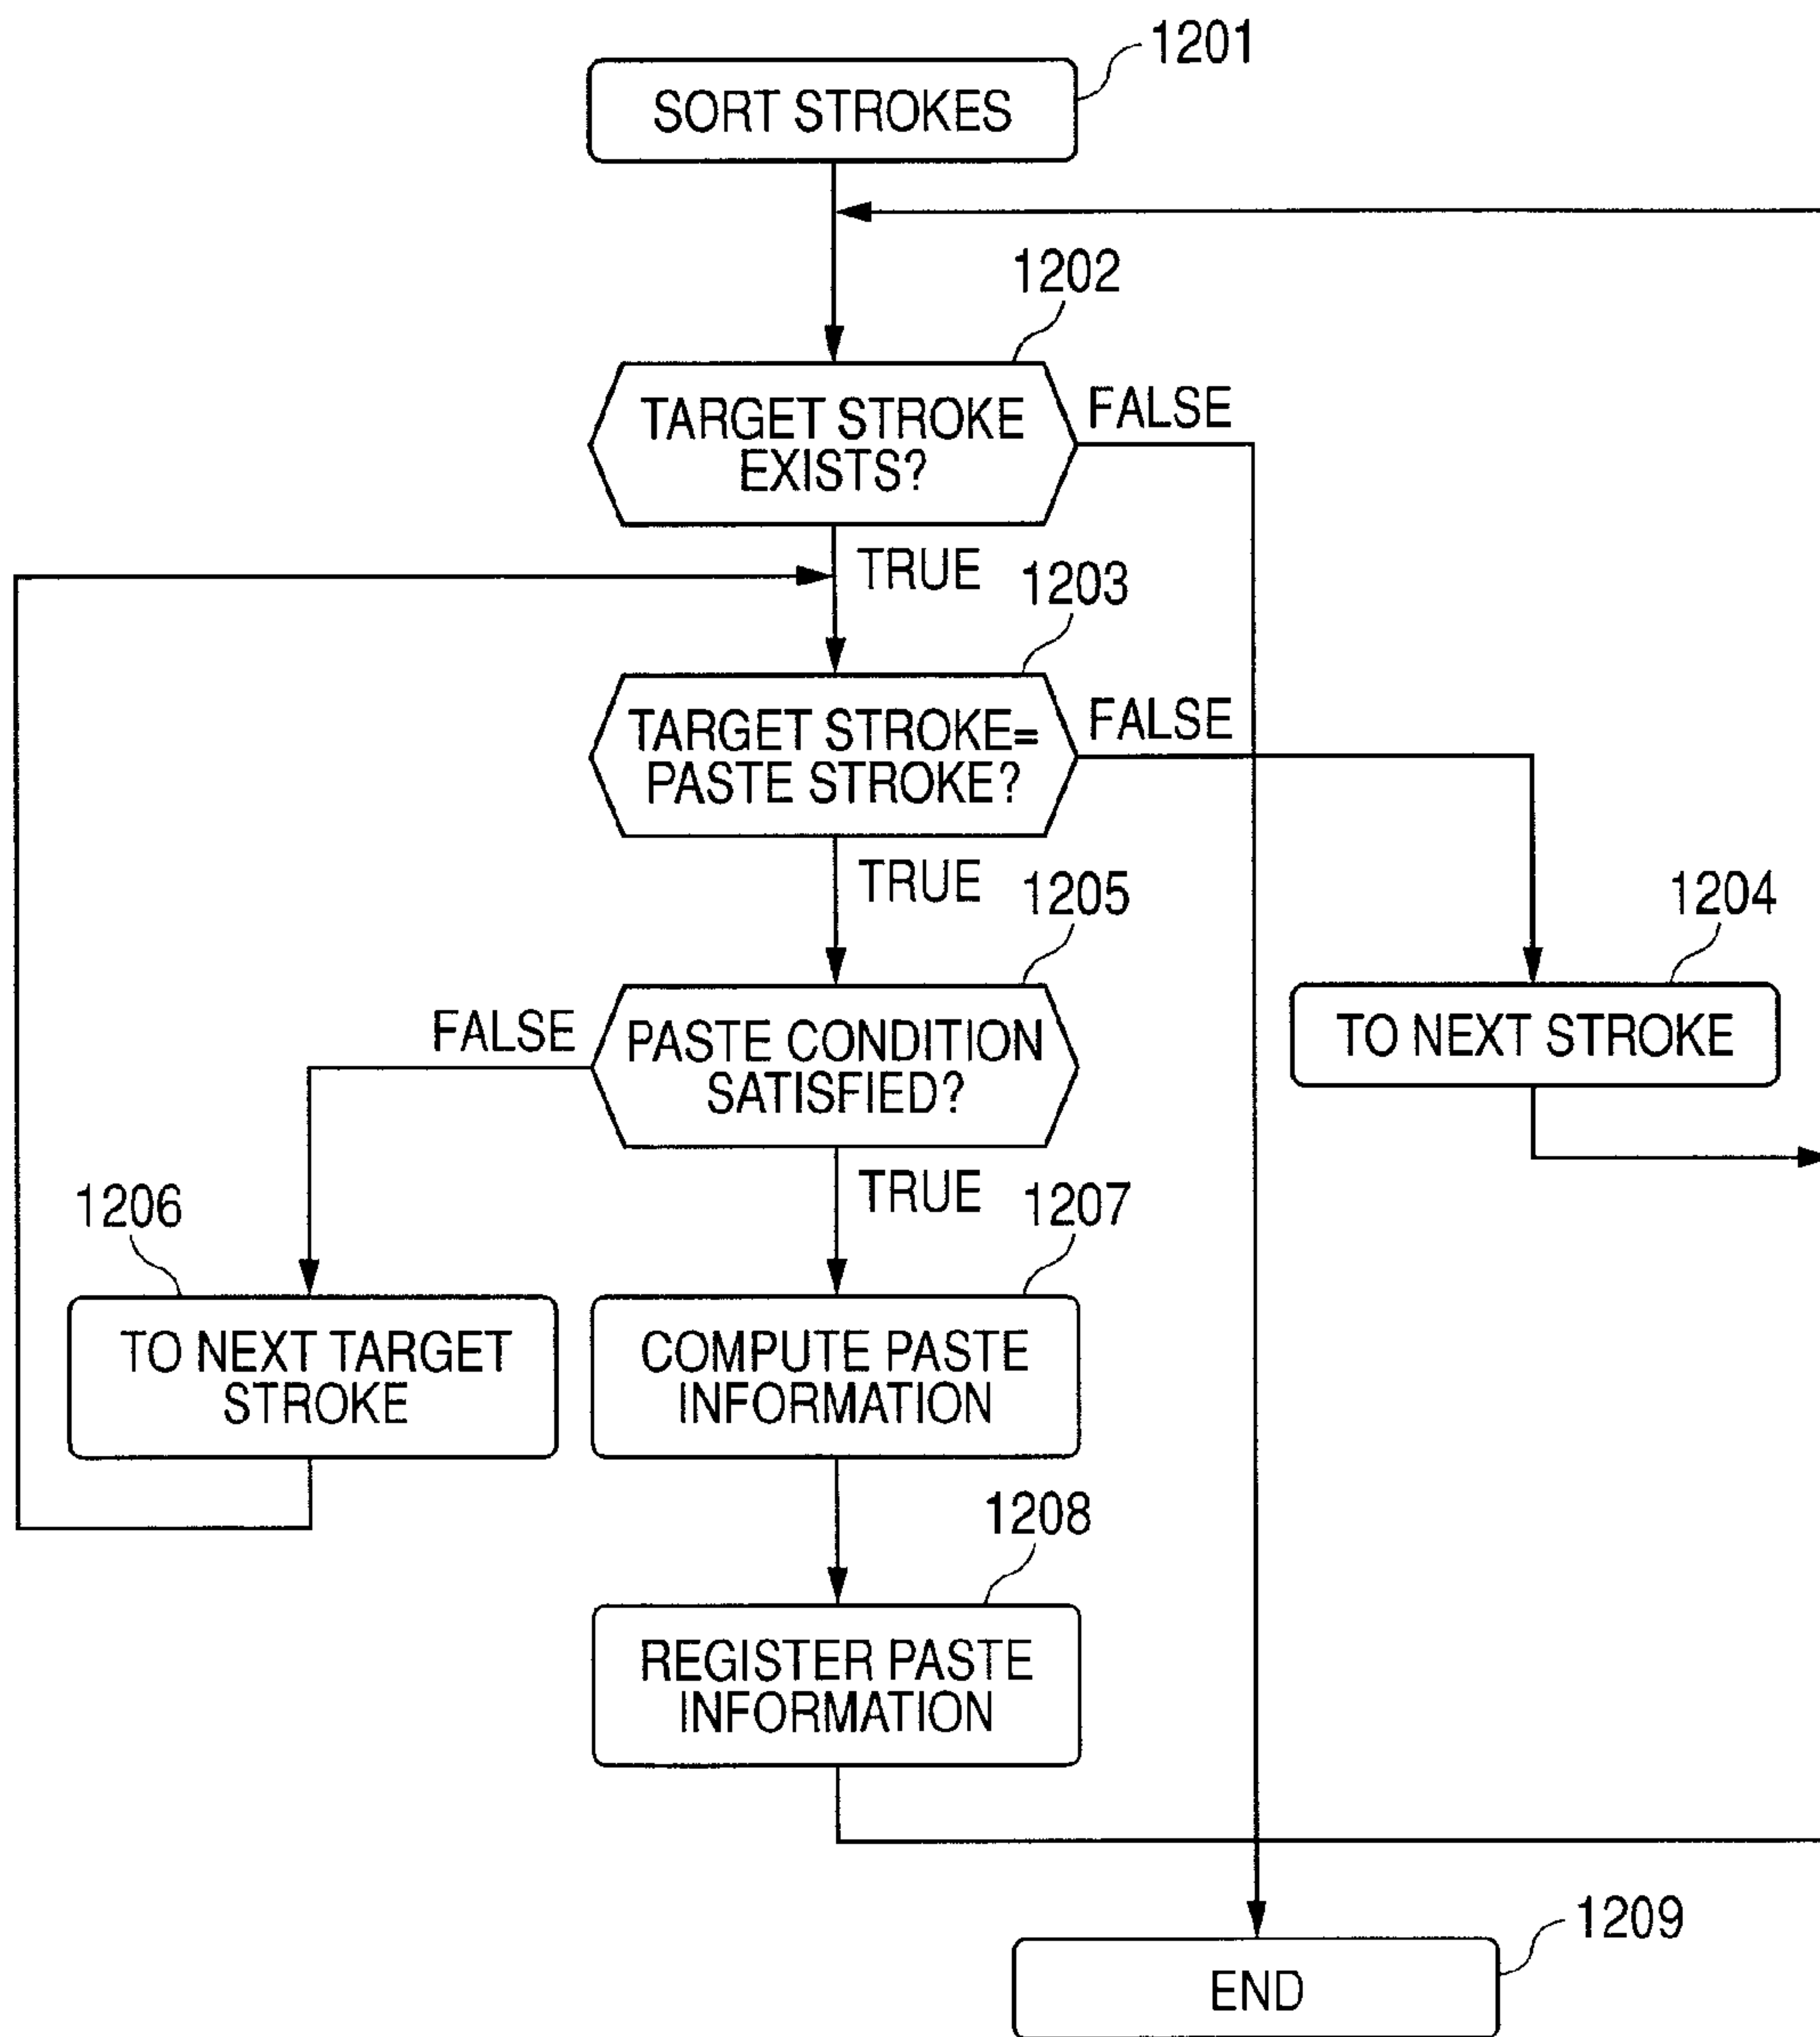 1201
SORT STROKES
1202
TARGET STROKE
EXISTS?
FALSE
TRUE
1203
TARGET STROKE=
PASTE STROKE?
FALSE
TRUE
1205
1204
TO NEXT STROKE
FALSE
PASTE CONDITION
SATISFIED?
TRUE
1206
1207
TO NEXT TARGET
STROKE
COMPUTE PASTE
INFORMATION
1208
REGISTER PASTE
INFORMATION
1209
END